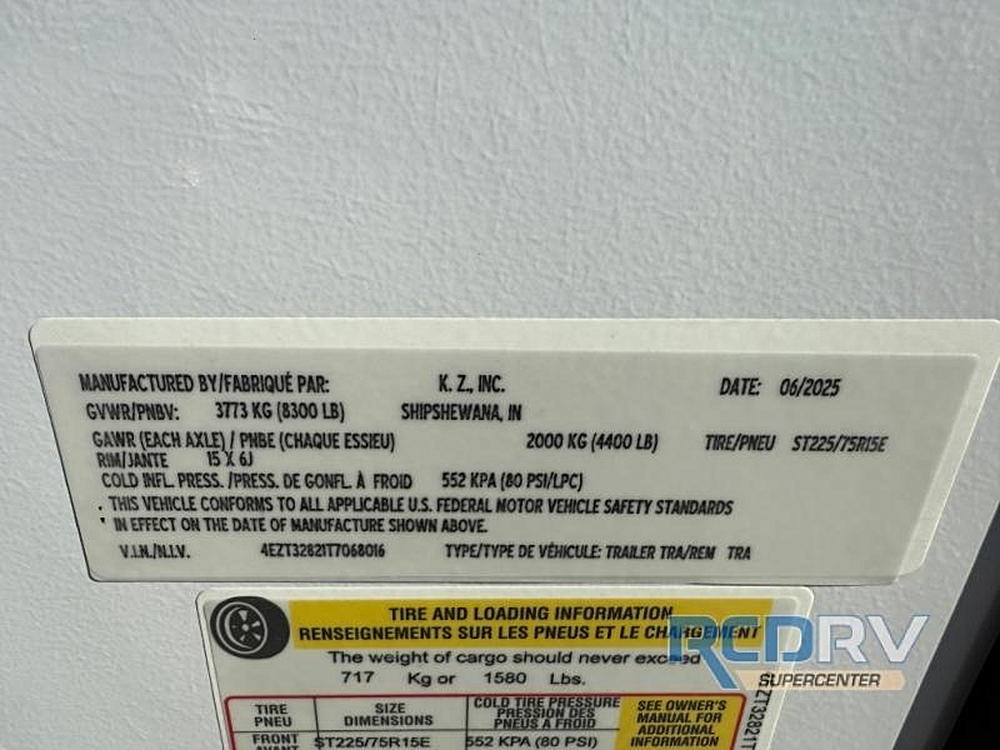 MANUFACTURED BY/FABRIQUÉ PAR: K. Z., INC. DATE: 06/2025
GVWR/PNBV: 3773 KG (8300 LB) SHIPSHEWANA, IN
GAWR (EACH AXLE) / PNBE (CHAQUE ESSIEU) 2000 KG (4400 LB) TIRE/PNEU ST225/75R15E
RIM/JANTE 15 X 6J
COLD INFL. PRESS. /PRESS. DE GONFL. À FROID 552 KPA (80 PSI/LPC)
. THIS VEHICLE CONFORMS TO ALL APPLICABLE U.S. FEDERAL MOTOR VEHICLE SAFETY STANDARDS
IN EFFECT ON THE DATE OF MANUFACTURE SHOWN ABOVE.
V.I.N./N.I.V. 4EZT32821T7068016 TYPE/TYPE DE VÉHICULE: TRAILER TRA/REM TRA
TIRE AND LOADING INFORMATION
RENSEIGNEMENTS SUR LES PNEUS ET LE CHARGEMENT
The weight of cargo should never exceed
717 Kg or 1580 Lbs.
RCDRV
SUPERCENTER
TIRE
PNEU
SIZE
DIMENSIONS
COLD TIRE PRESSURE
PRESSION DES
PNEUS A FROID
SEE OWNER'S
MANUAL FOR
ADDITIONAL
INFORMATION
FRONT
AVANT
ST225/75R15E
552 KPA (80 PSI)